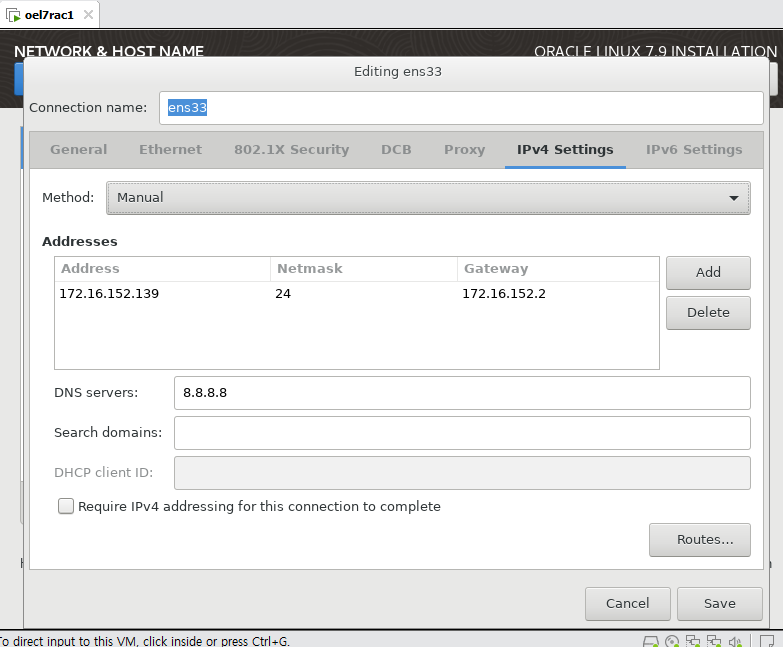 oel7rac1
NETWORK & HOST NAME
ORACLE LINUX 7.9 INSTALLATION
Editing ens33
Connection name: ens33
General Ethernet 802.1X Security DCB Proxy IPv4 Settings IPv6 Settings
Method: Manual
Addresses
Address Netmask Gateway
172.16.152.139 24 172.16.152.2
Add
Delete
DNS servers: 8.8.8.8
Search domains:
DHCP client ID:
Require IPv4 addressing for this connection to complete
Routes...
Cancel Save
To direct input to this VM, click inside or press Ctrl+G.